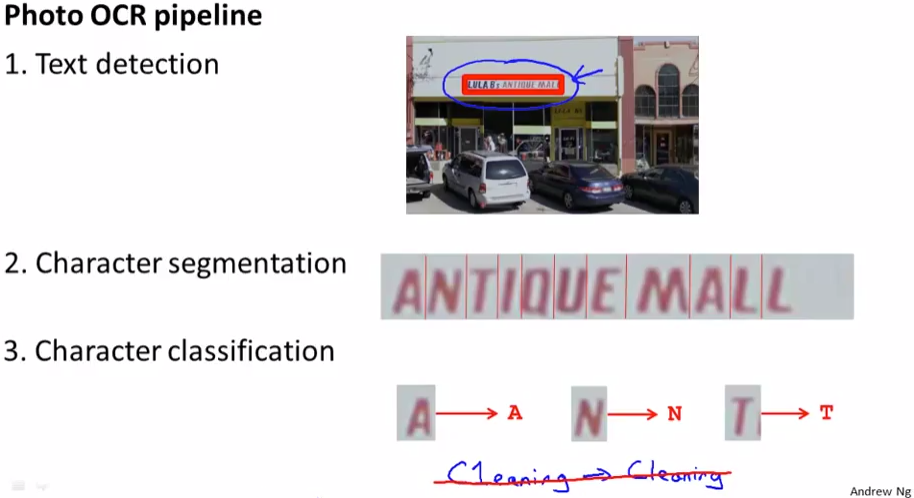 Photo OCR pipeline
1. Text detection
LULA B's ANTIQUE MALL
2. Character segmentation
ANTIQUE MALL
3. Character classification
A → A N → N T → T
C1eaning → Cleaning
Andrew Ng